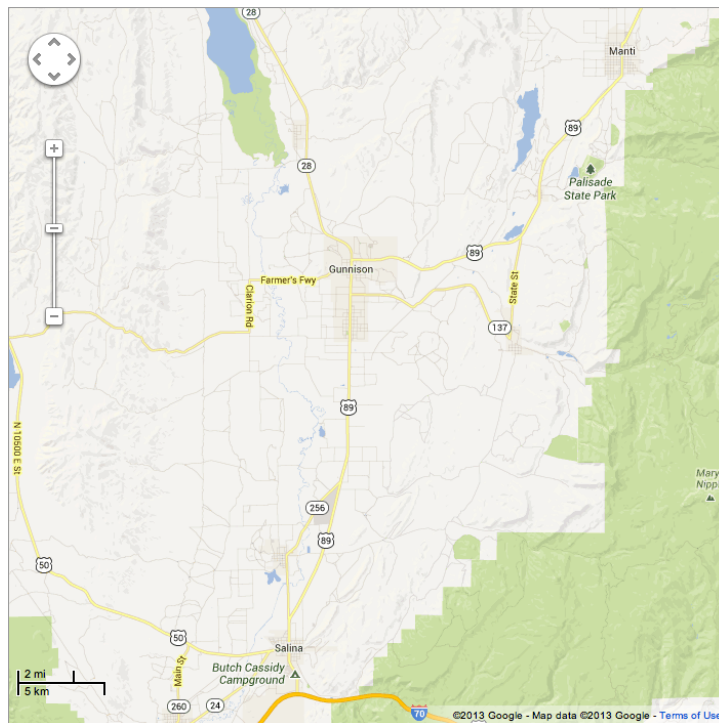 28
Manti
89
28
Palisade
State Park
89
Gunnison
Farmer's Fwy
Clarion Rd
State St
137
89
N 10500 E St
Mary
Nipp
256
89
50
50
Salina
Main St
Butch Cassidy
Campground
2 mi
5 km
260
24
70
©2013 Google - Map data ©2013 Google - Terms of Use